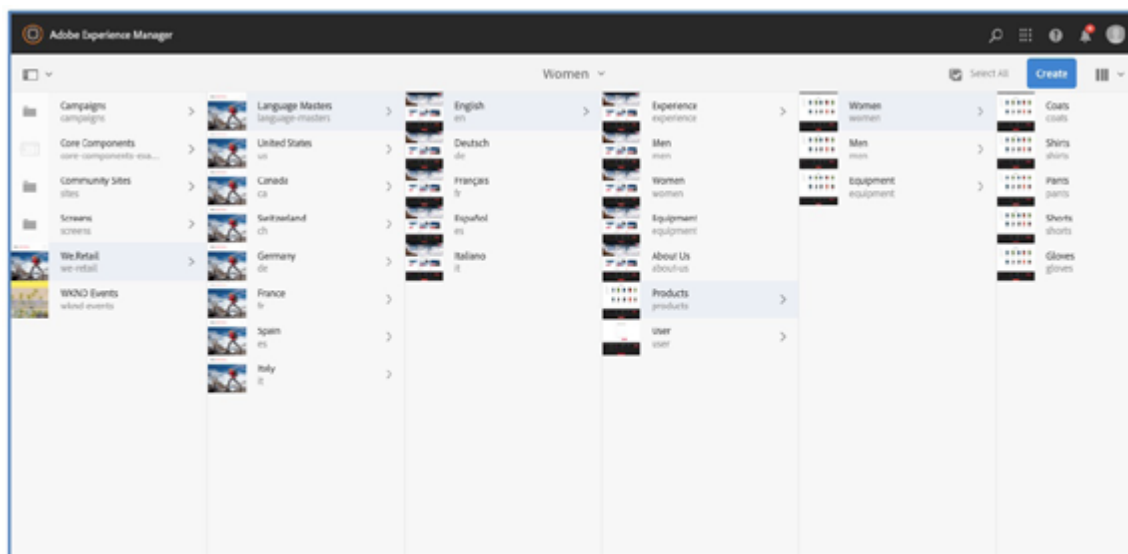 Adobe Experience Manager
Women
Select All
Create
Campaigns
campaigns
Core Components
core-components-exa...
Community Sites
sites
Screens
screens
We.Retail
we-retail
WKND Events
wknd-events
Language Masters
language-masters
United States
us
Canada
ca
Switzerland
ch
Germany
de
France
fr
Spain
es
Italy
it
English
en
Deutsch
de
Français
fr
Español
es
Italiano
it
Experience
experience
Men
men
Women
women
Equipment
equipment
About Us
about-us
Products
products
User
user
Women
women
Men
men
Equipment
equipment
Coats
coats
Shirts
shirts
Pants
pants
Shorts
shorts
Gloves
gloves